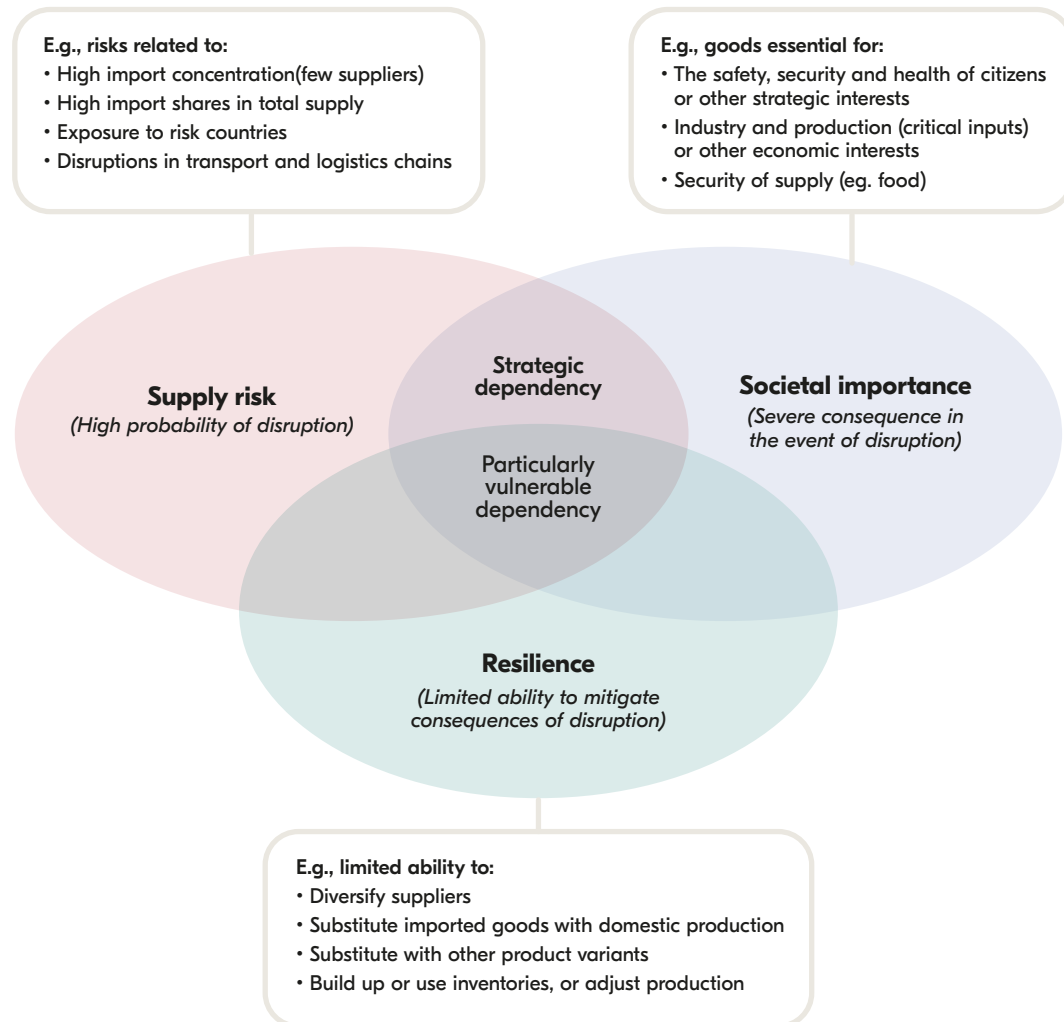 E.g., risks related to:
• High import concentration(few suppliers)
• High import shares in total supply
• Exposure to risk countries
• Disruptions in transport and logistics chains
E.g., goods essential for:
• The safety, security and health of citizens
or other strategic interests
• Industry and production (critical inputs)
or other economic interests
• Security of supply (eg. food)
Supply risk
(High probability of disruption)
Strategic
dependency
Societal importance
(Severe consequence in
the event of disruption)
Particularly
vulnerable
dependency
Resilience
(Limited ability to mitigate
consequences of disruption)
E.g., limited ability to:
• Diversify suppliers
• Substitute imported goods with domestic production
• Substitute with other product variants
• Build up or use inventories, or adjust production